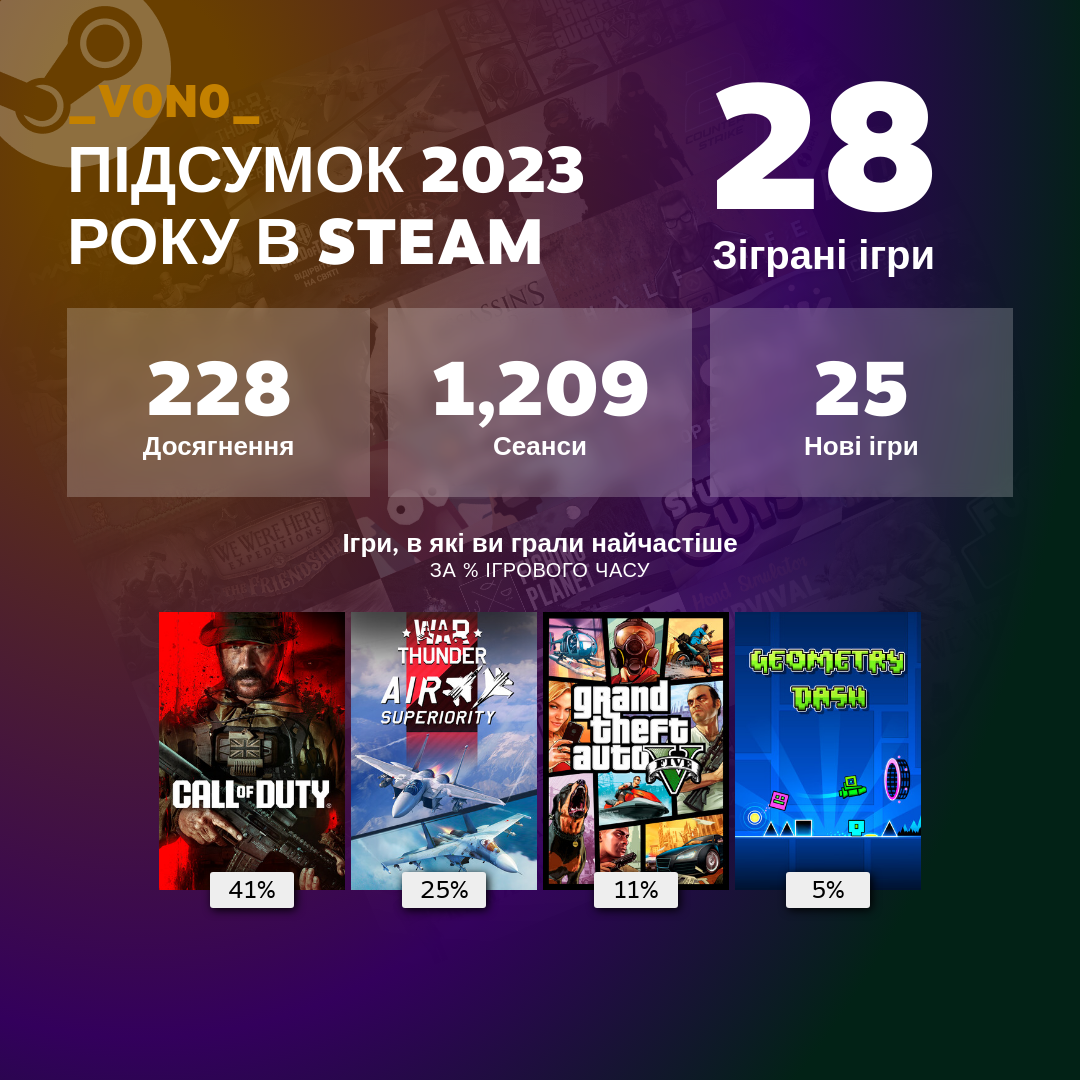 _V0N0_
ПІДСУМОК 2023
РОКУ В STEAM
28
Зіграні ігри
228
Досягнення
1,209
Сеанси
25
Нові ігри
Ігри, в які ви грали найчастіше
ЗА % ІГРОВОГО ЧАСУ
CALL OF DUTY
WAR
THUNDER
AIR
SUPERIORITY
grand
theft
auto
FIVE
V
GEOMETRY
DASH
41%
25%
11%
5%